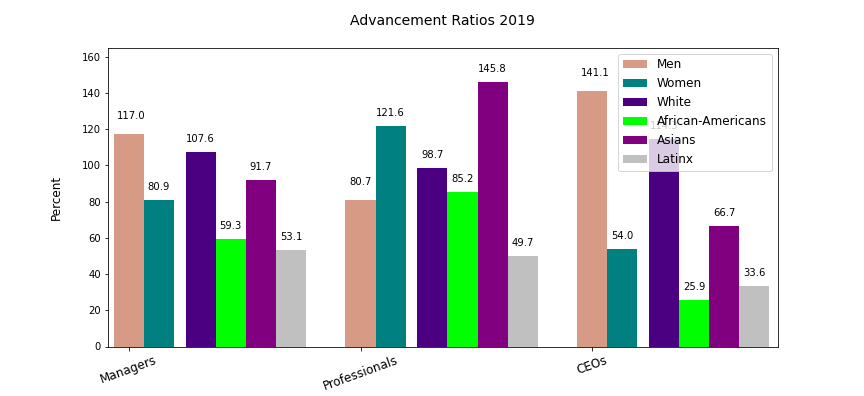 Advancement Ratios 2019
Percent
160
140
120
100
80
60
40
20
0
117.0
80.9
107.6
59.3
91.7
53.1
80.7
121.6
98.7
85.2
145.8
49.7
141.1
54.0
25.9
66.7
33.6
Men
Women
White
African-Americans
Asians
Latinx
Managers
Professionals
CEOs